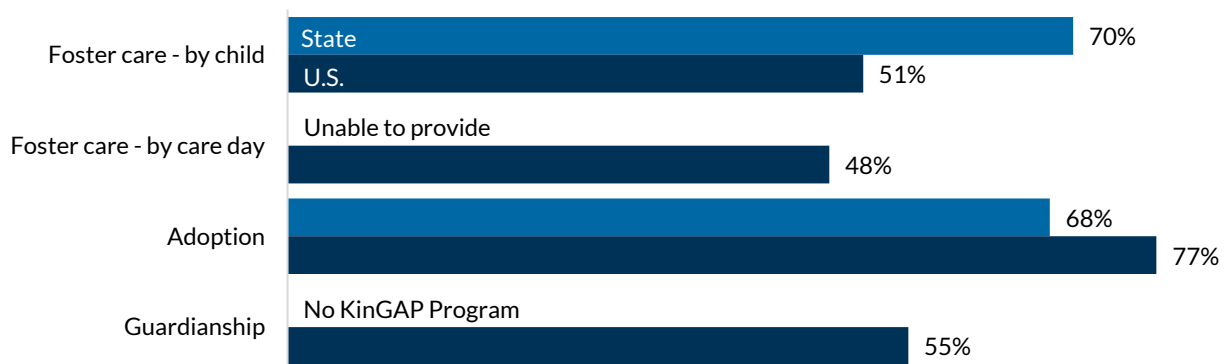 Foster care - by child
State
70%
U.S.
51%
Foster care - by care day
Unable to provide
48%
Adoption
68%
77%
Guardianship
No KinGAP Program
55%